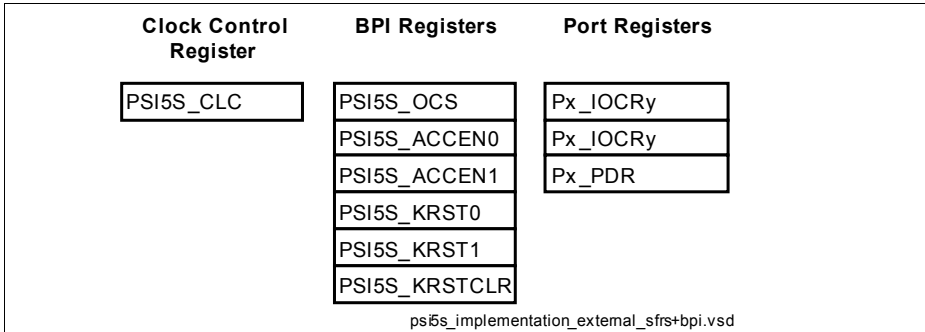 Clock Control
Register
BPI Registers
Port Registers
PSI5S_CLC
PSI5S_OCS
PSI5S_ACCEN0
PSI5S_ACCEN1
PSI5S_KRST0
PSI5S_KRST1
PSI5S_KRSTCLR
Px_IOCRy
Px_IOCRy
Px_PDR
psi5s_implementation_external_sfrs+bpi.vsd